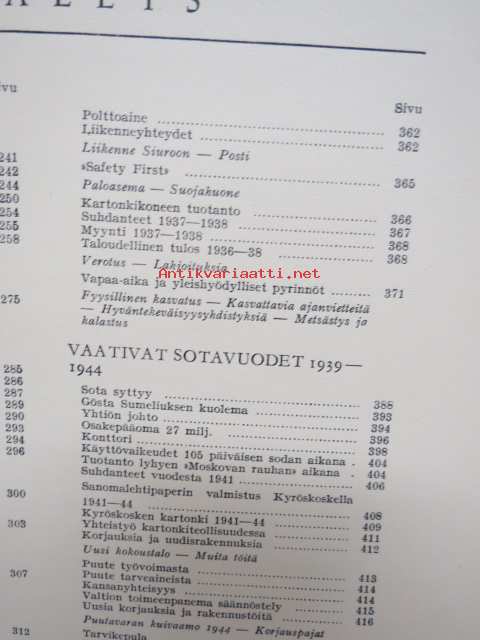 Sivu
Polttoaine 362
Liikenneyhteydet 362
Liikenne Siuroon — Posti
»Safety First» 365
Paloasema — Suojakuone
Kartonkikoneen tuotanto 366
Suhdanteet 1937—1938 367
Myynti 1937—1938 368
Taloudellinen tulos 1936—38 368
Verotus — Lahjoituksia
Antikvariaatti.net
Vapaa-aika ja yleishyödylliset pyrinnöt 371
Fyysillinen kasvatus — Kasvattavia ajanvietteitä
— Hyväntekeväisyysyhdistyksiä — Metsästys ja
kalastus
VAATIVAT SOTAVUODET 1939—
1944
Sota syttyy 388
Gösta Sumeliuksen kuolema 393
Yhtiön johto 394
Osakepääoma 27 milj. 396
Konttori 398
Käyttövaikeudet 105 päiväisen sodan aikana 404
Tuotanto lyhyen »Moskovan rauhan» aikana 404
Suhdanteet vuodesta 1941 406
Sanomalehtipaperin valmistus Kyröskoskella
1941—44 408
Kyröskosken kartonki 1941—44 409
Yhteistyö kartonkiteollisuudessa 411
Korjauksia ja uudisrakennuksia 412
Uusi kokoustalo — Muita töitä
Puute työvoimasta 413
Puute tarveaineista 414
Kansanyhteisyys 414
Valtion toimeenpanema säännöstely 415
Uusia korjauksia ja rakennustöitä 416
Puutavaran kuivaamo 1944 — Korjauspajat
Tarvikepula
ivu
241
242
244
250
254
258
275
285
286
287
289
290
293
294
296
300
303
307
312